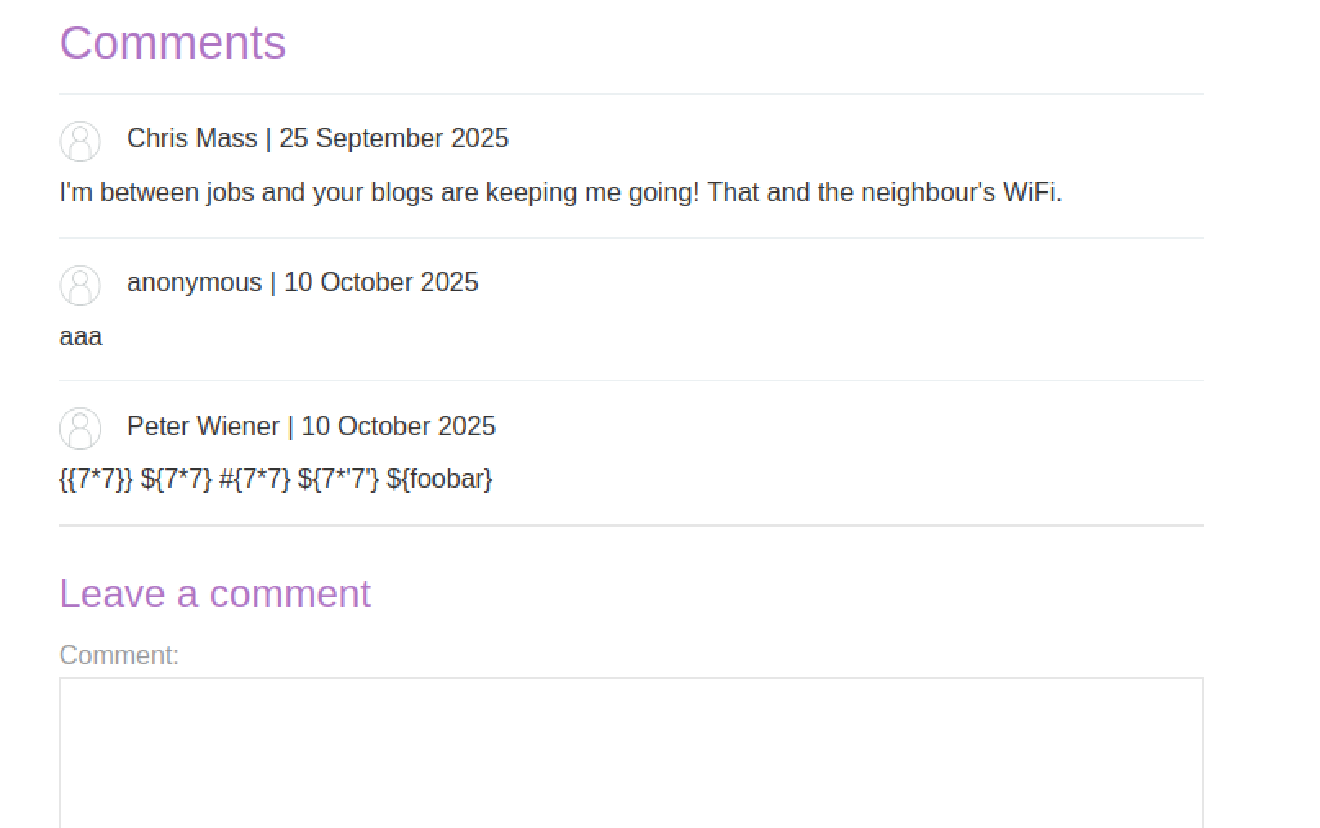 Comments
Chris Mass | 25 September 2025
I'm between jobs and your blogs are keeping me going! That and the neighbour's WiFi.
anonymous | 10 October 2025
aaa
Peter Wiener | 10 October 2025
{{7*7}} ${7*7} #{7*7} ${7*'7'} ${foobar}
Leave a comment
Comment: